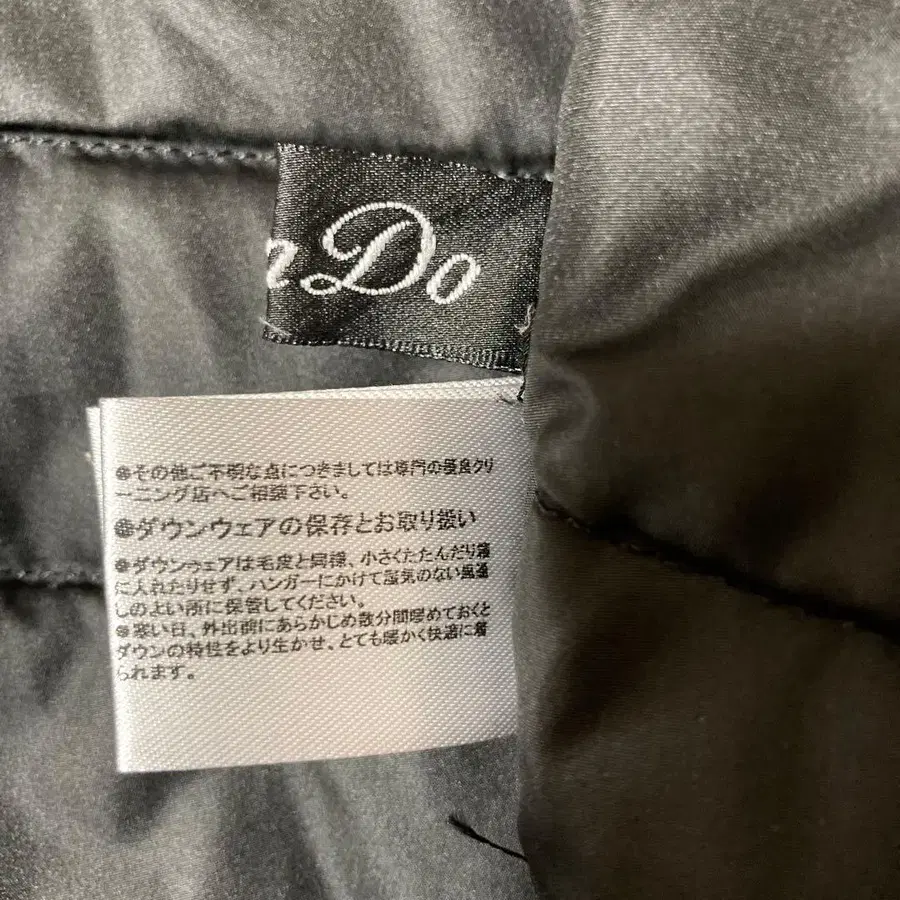 Do
●その他ご不明な点につきましては専門の優良クリ
ーニング店へご相談下さい。
●ダウンウェアの保存とお取り扱い
●ダウンウェアは毛皮と同様、小さくたたんだり箱
に入れたりせず、ハンガーにかけて湿気のない風通
しのよい所に保管してください。
●寒い日、外出前にあらかじめ数分間暖めておくと
ダウンの特性をより生かせ、とても暖かく快適に着
られます。